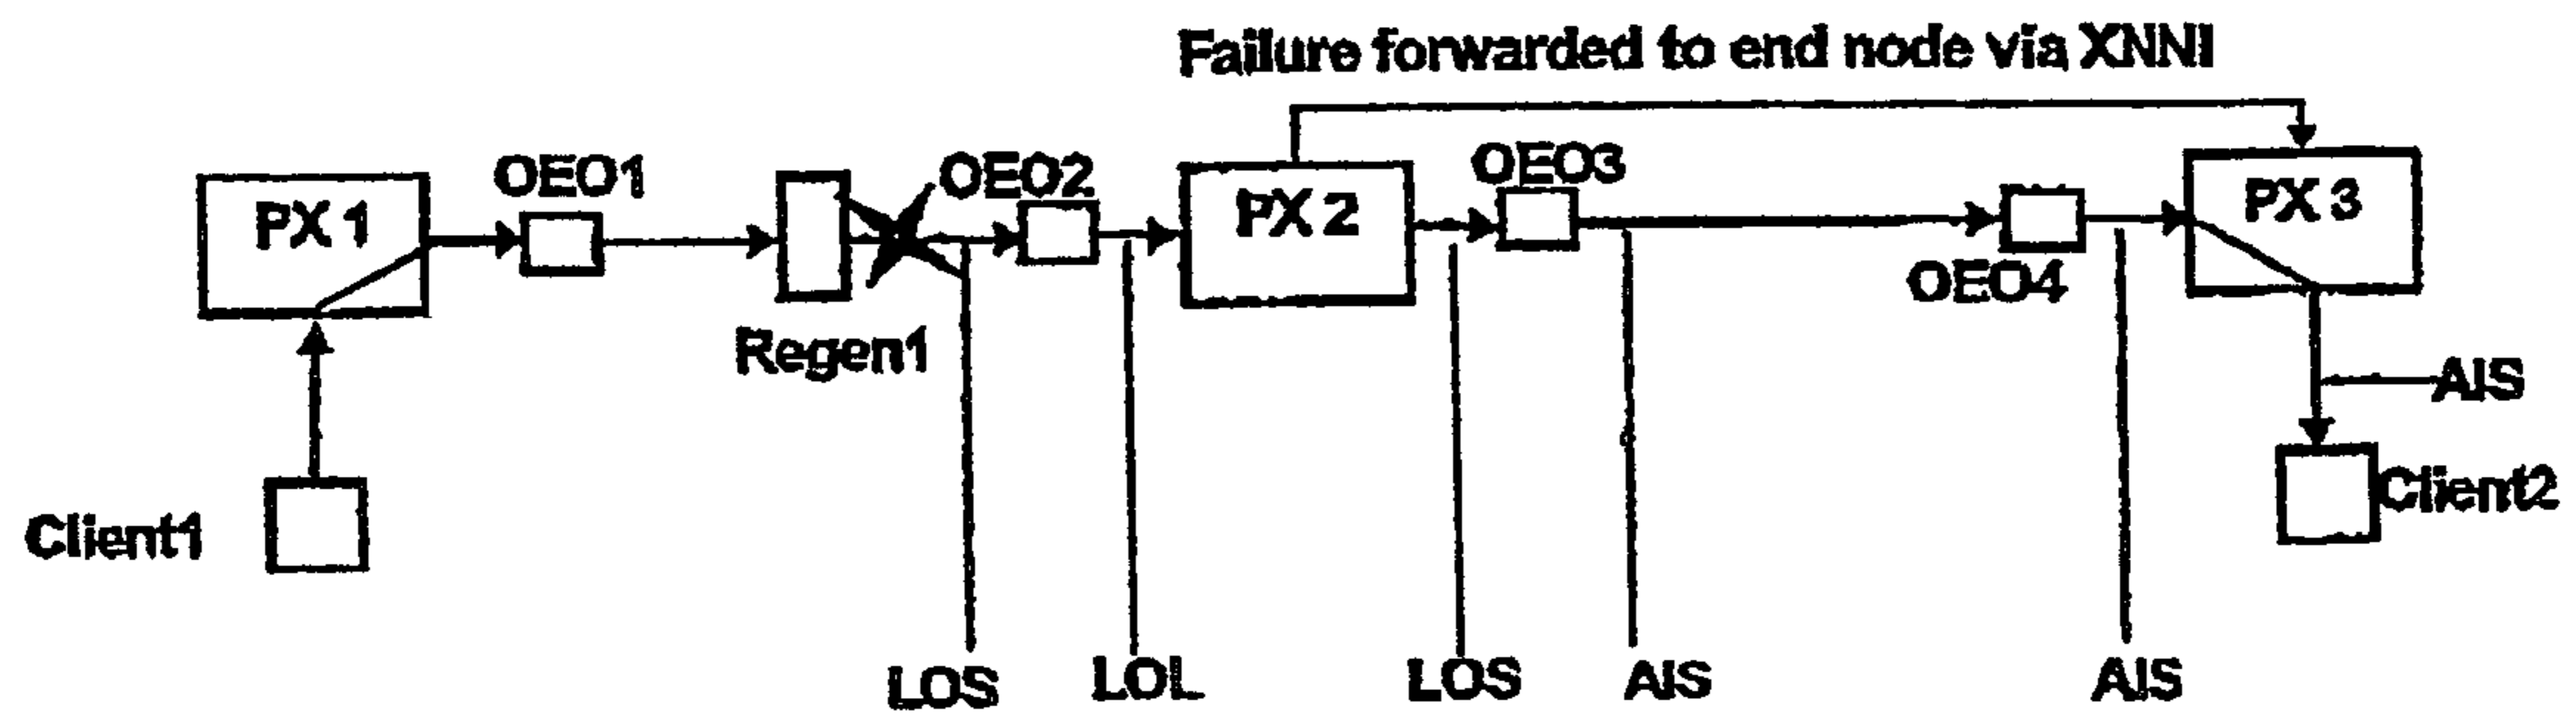 Failure forwarded to end node via XNNI
OEO1
OEO2
OEO3
PX 1
PX 2
PX 3
OEO4
Regen1
AIS
Client1
Client2
LOS
LOL
LOS
AIS
AIS